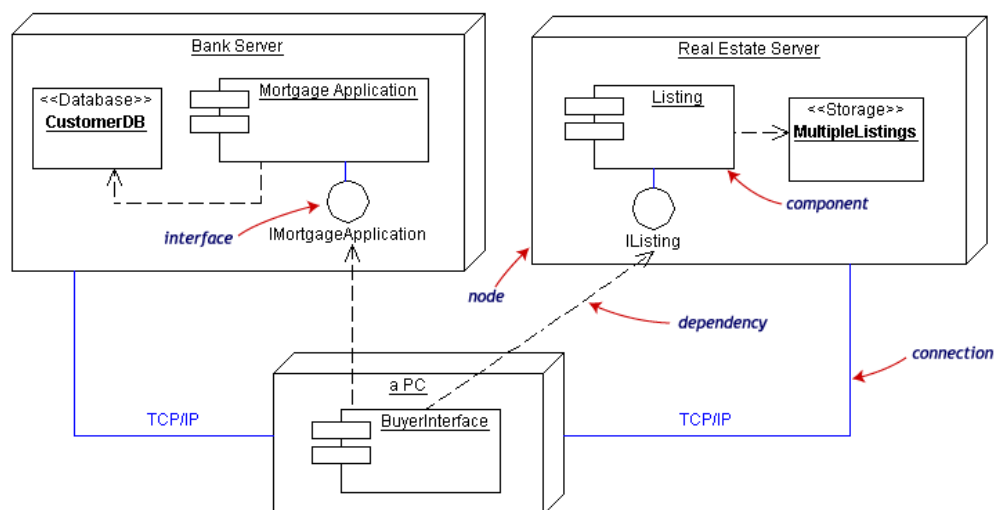 Bank Server
<<Database>>
CustomerDB
Mortgage Application
interface
IMortgageApplication
Real Estate Server
Listing
<<Storage>>
MultipleListings
component
IListing
node
dependency
connection
a PC
BuyerInterface
TCP/IP
TCP/IP